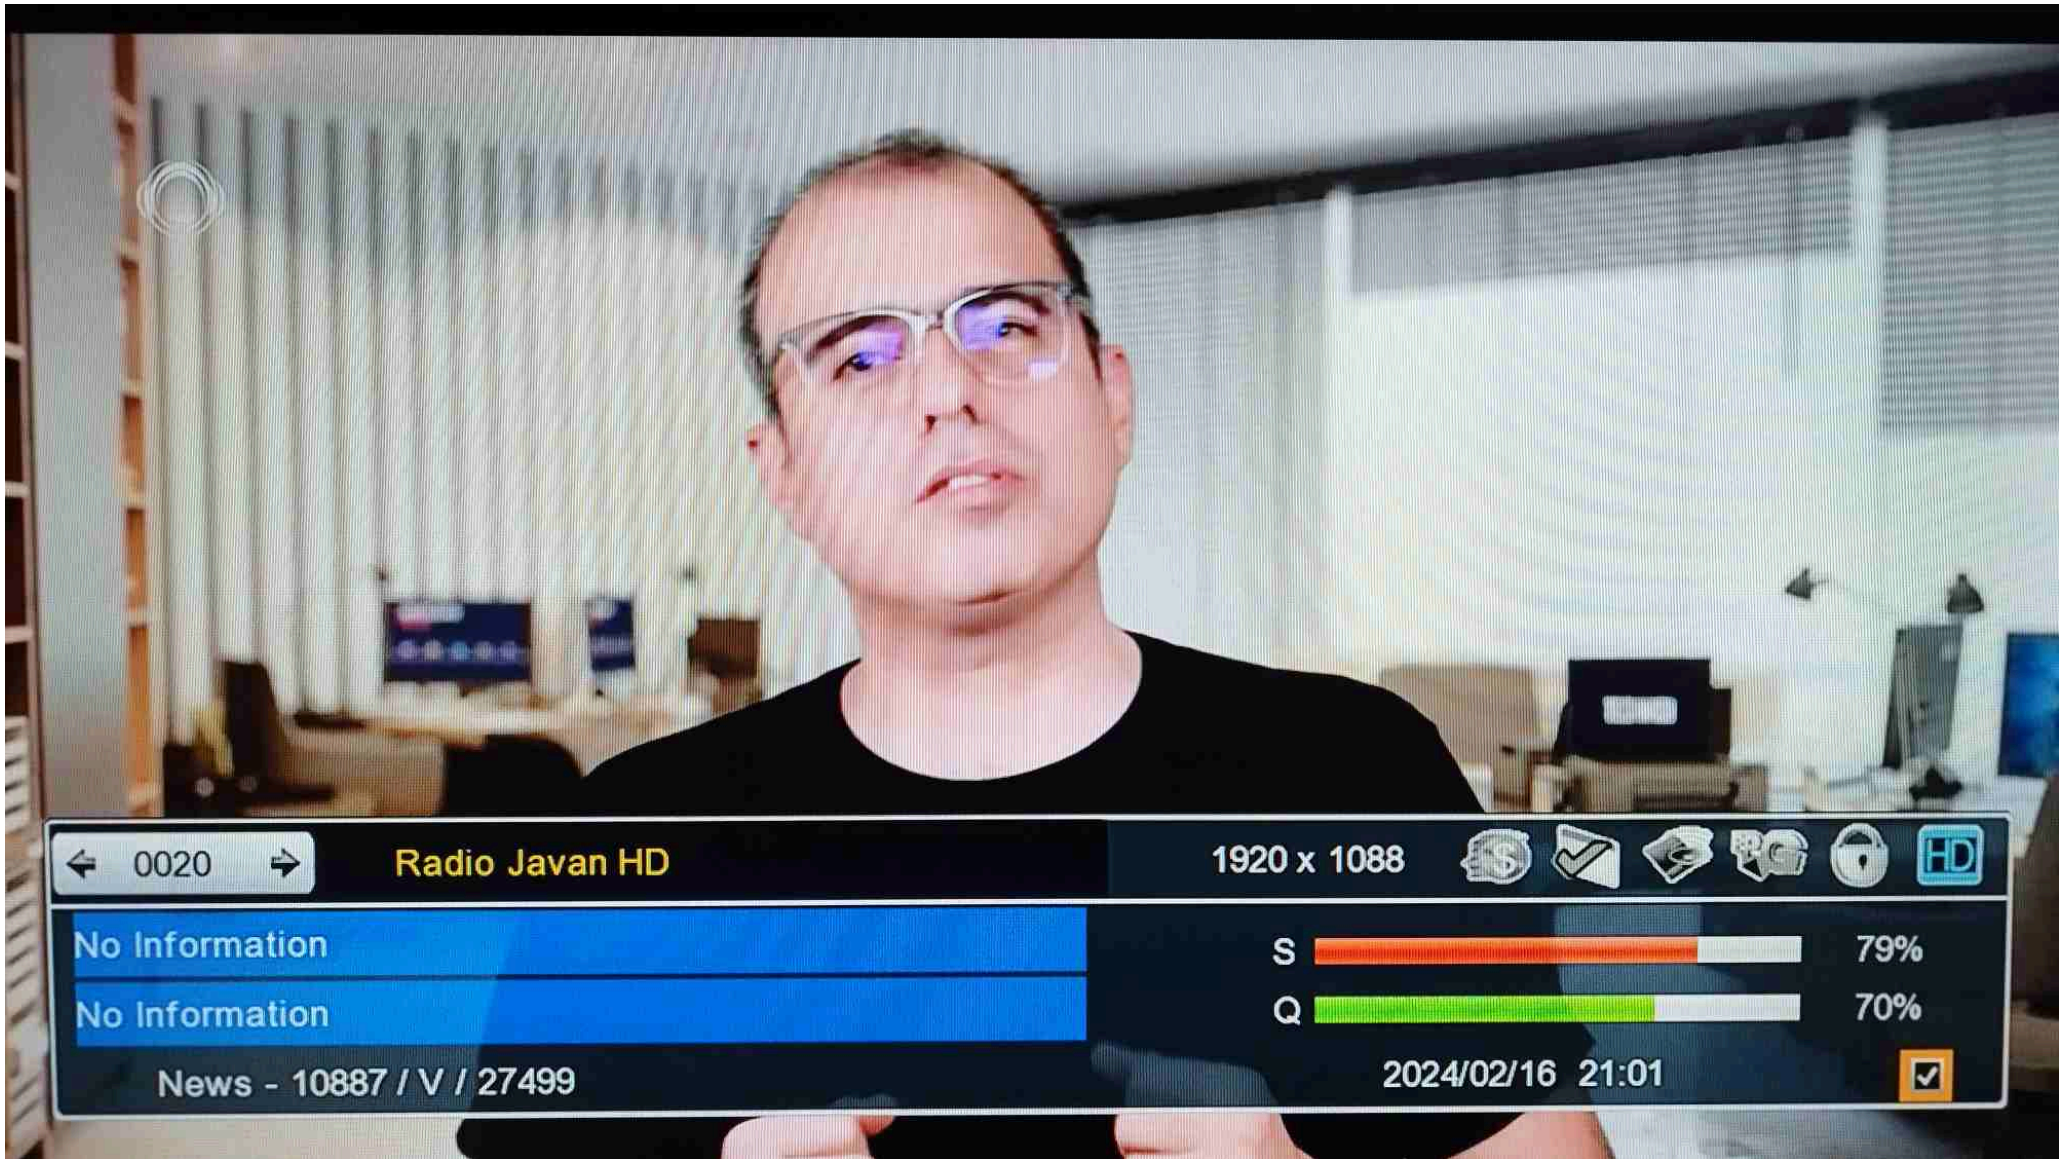 0020
Radio Javan HD
1920 x 1088
HD
No Information
S
79%
No Information
Q
70%
News - 10887 / V / 27499
2024/02/16 21:01